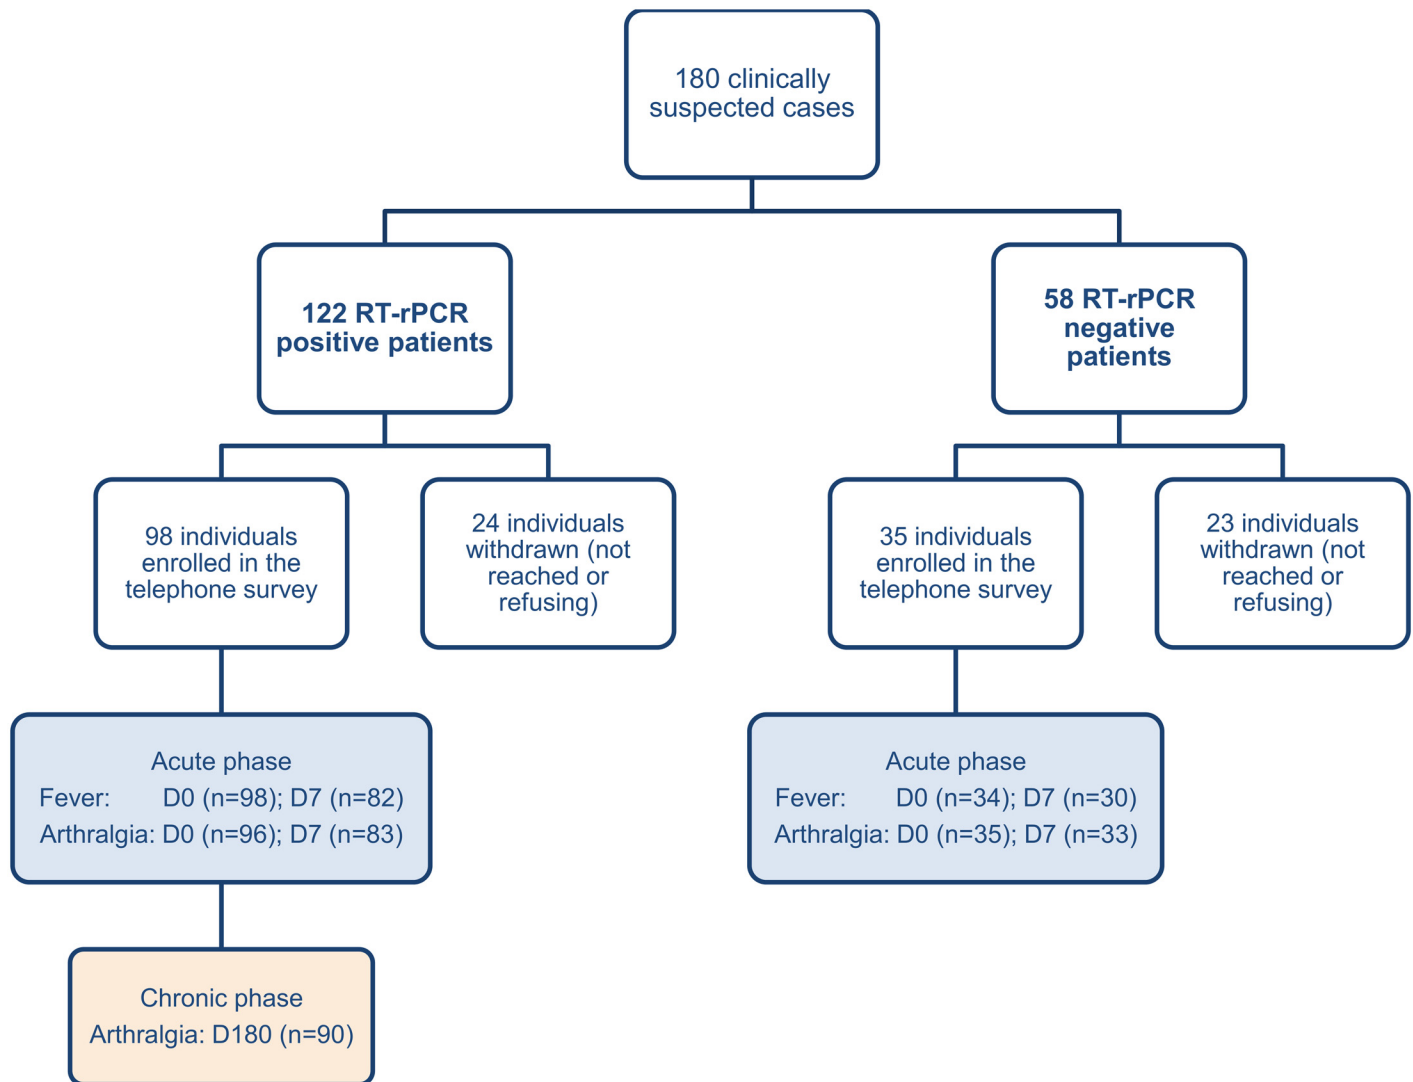 180 clinically
suspected cases
122 RT-rPCR
positive patients
58 RT-rPCR
negative
patients
98 individuals
enrolled in the
telephone survey
24 individuals
withdrawn (not
reached or
refusing)
35 individuals
enrolled in the
telephone survey
23 individuals
withdrawn (not
reached or
refusing)
Acute phase
Fever: D0 (n=98); D7 (n=82)
Arthralgia: D0 (n=96); D7 (n=83)
Acute phase
Fever: D0 (n=34); D7 (n=30)
Arthralgia: D0 (n=35); D7 (n=33)
Chronic phase
Arthralgia: D180 (n=90)